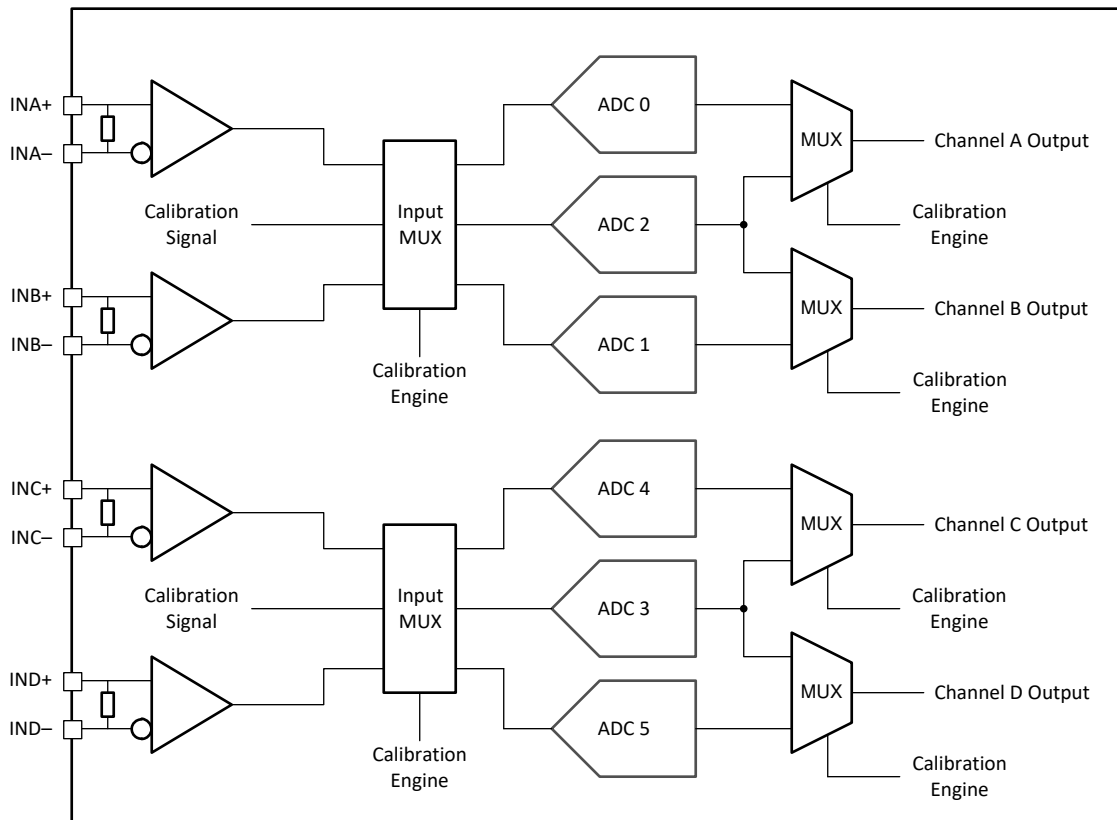 INA+
INA–
ADC 0
MUX
Channel A Output
Calibration
Signal
Input
MUX
ADC 2
Calibration
Engine
INB+
INB–
ADC 1
MUX
Channel B Output
Calibration
Engine
Calibration
Engine
INC+
INC–
ADC 4
MUX
Channel C Output
Calibration
Signal
Input
MUX
ADC 3
Calibration
Engine
IND+
IND–
ADC 5
MUX
Channel D Output
Calibration
Engine
Calibration
Engine